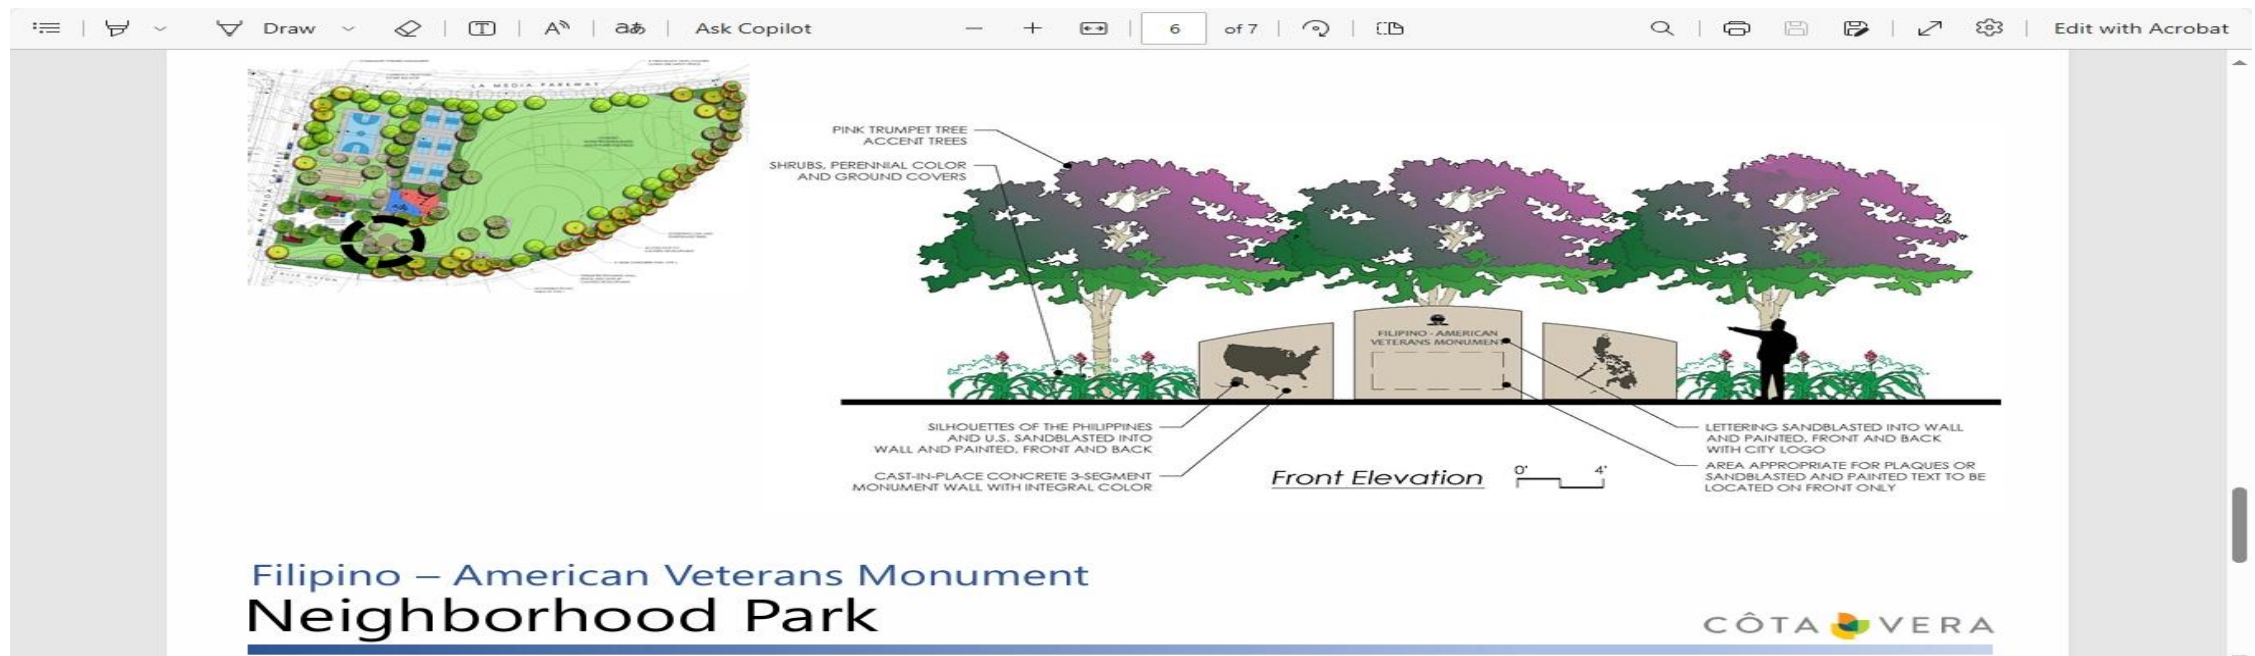 Draw
Ask Copilot
6 of 7
Edit with Acrobat
LA MEDIA PARKWAY
PINK TRUMPET TREE
ACCENT TREES
SHRUBS, PERENNIAL COLOR
AND GROUND COVERS
FILIPINO - AMERICAN
VETERANS MONUMENT
SILHOUETTES OF THE PHILIPPINES
AND U.S. SANDBLASTED INTO
WALL AND PAINTED, FRONT AND BACK
CAST-IN-PLACE CONCRETE 3-SEGMENT
MONUMENT WALL WITH INTEGRAL COLOR
Front Elevation
0' 4'
LETTERING SANDBLASTED INTO WALL
AND PAINTED, FRONT AND BACK
WITH CITY LOGO
AREA APPROPRIATE FOR PLAQUES OR
SANDBLASTED AND PAINTED TEXT TO BE
LOCATED ON FRONT ONLY
Filipino – American Veterans Monument
Neighborhood Park
CÔTA VERA